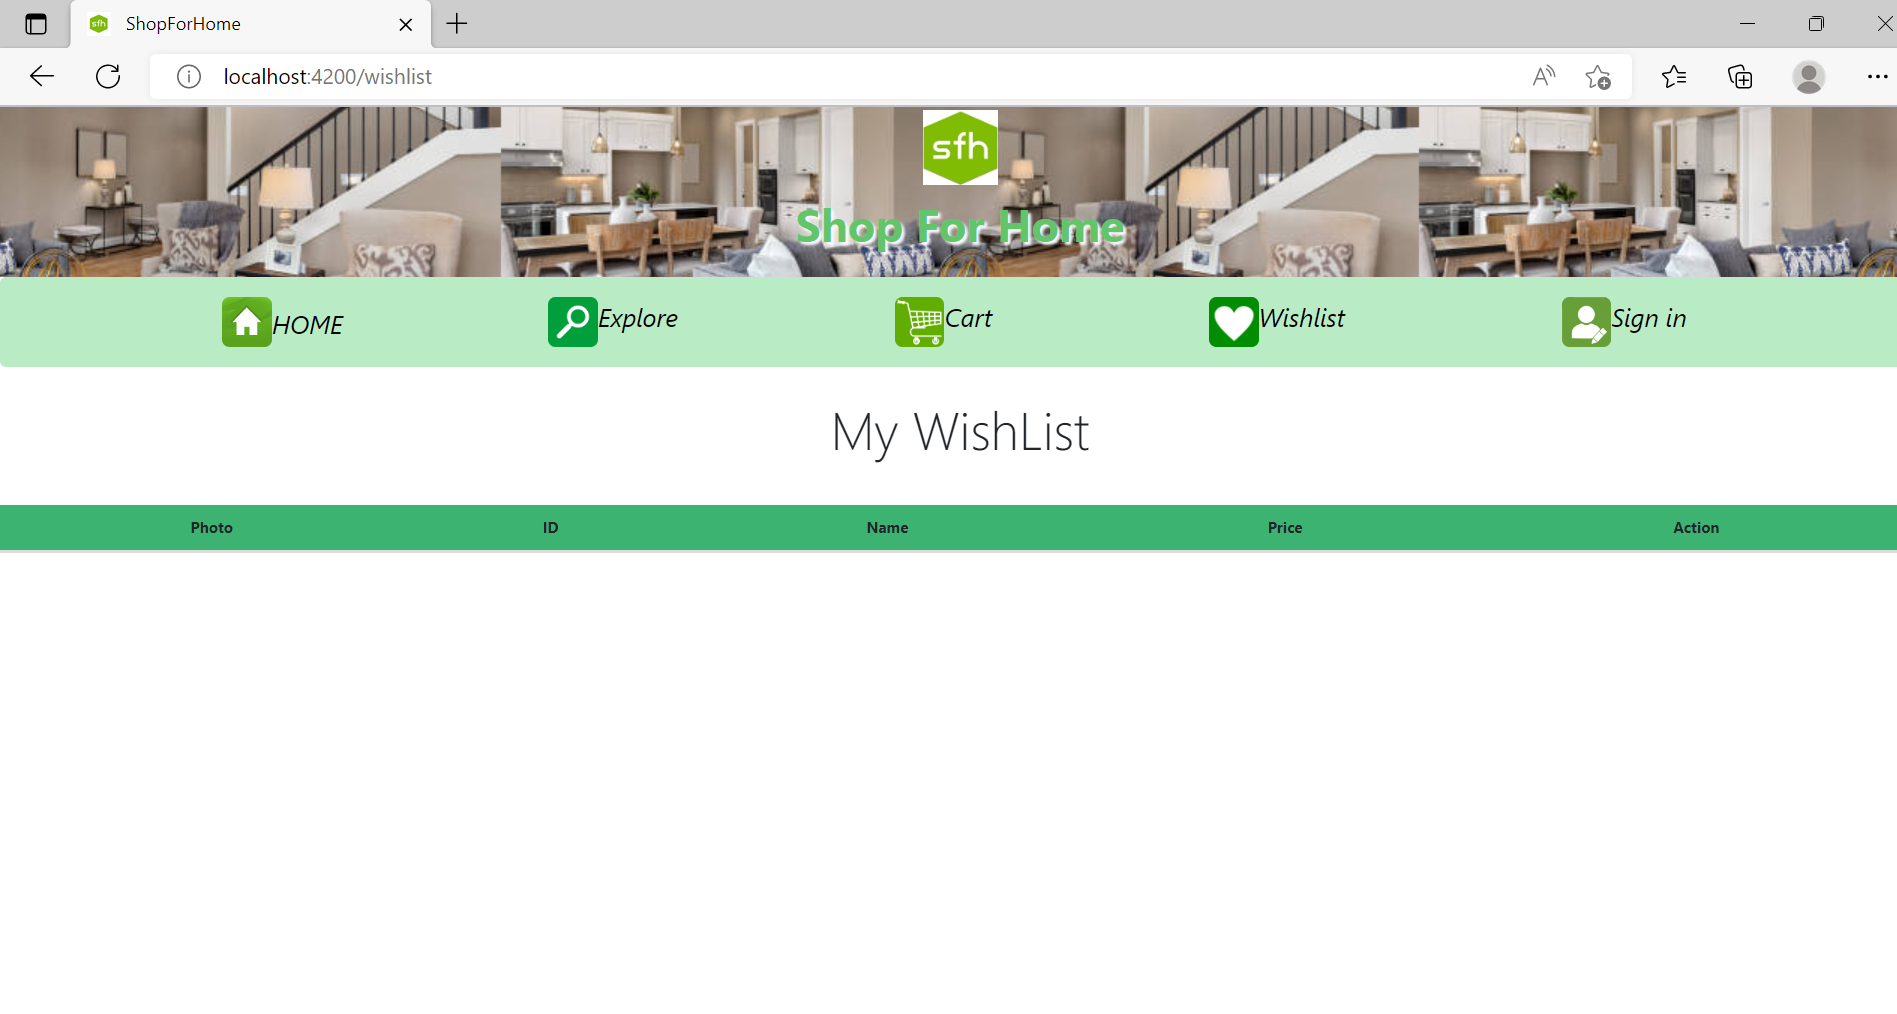 sfh ShopForHome
localhost:4200/wishlist
sfh
Shop For Home
HOME Explore Cart Wishlist Sign in
My WishList
Photo ID Name Price Action